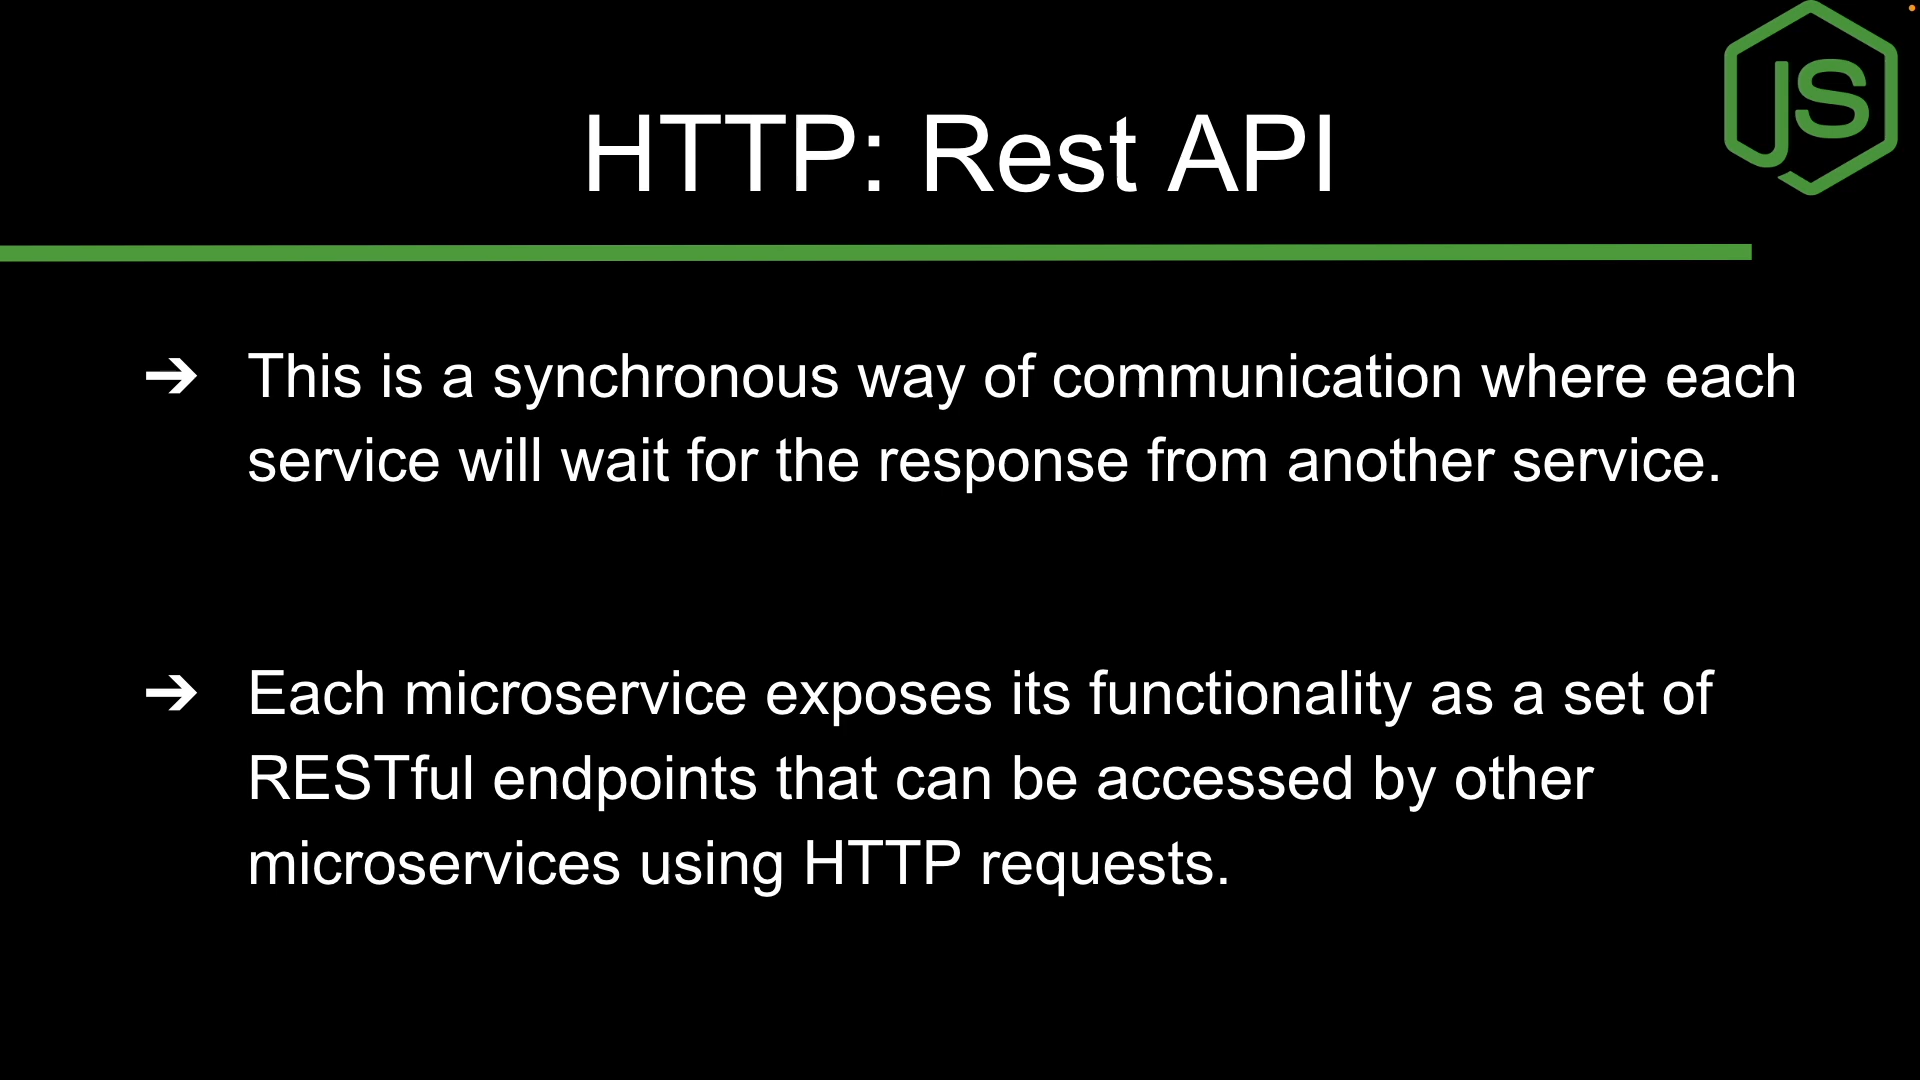 JS
HTTP: Rest API
➔ This is a synchronous way of communication where each
service will wait for the response from another service.
➔ Each microservice exposes its functionality as a set of
RESTful endpoints that can be accessed by other
microservices using HTTP requests.